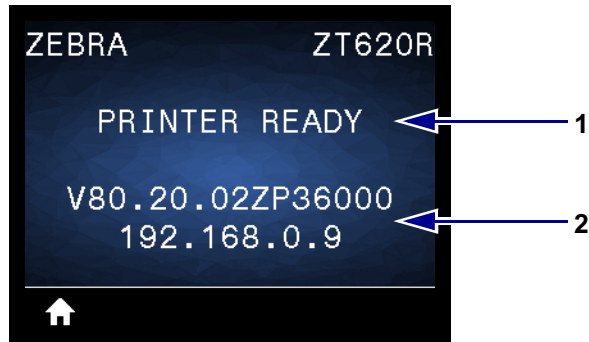 ZEBRA ZT620R
PRINTER READY
1
V80.20.02ZP36000
192.168.0.9
2